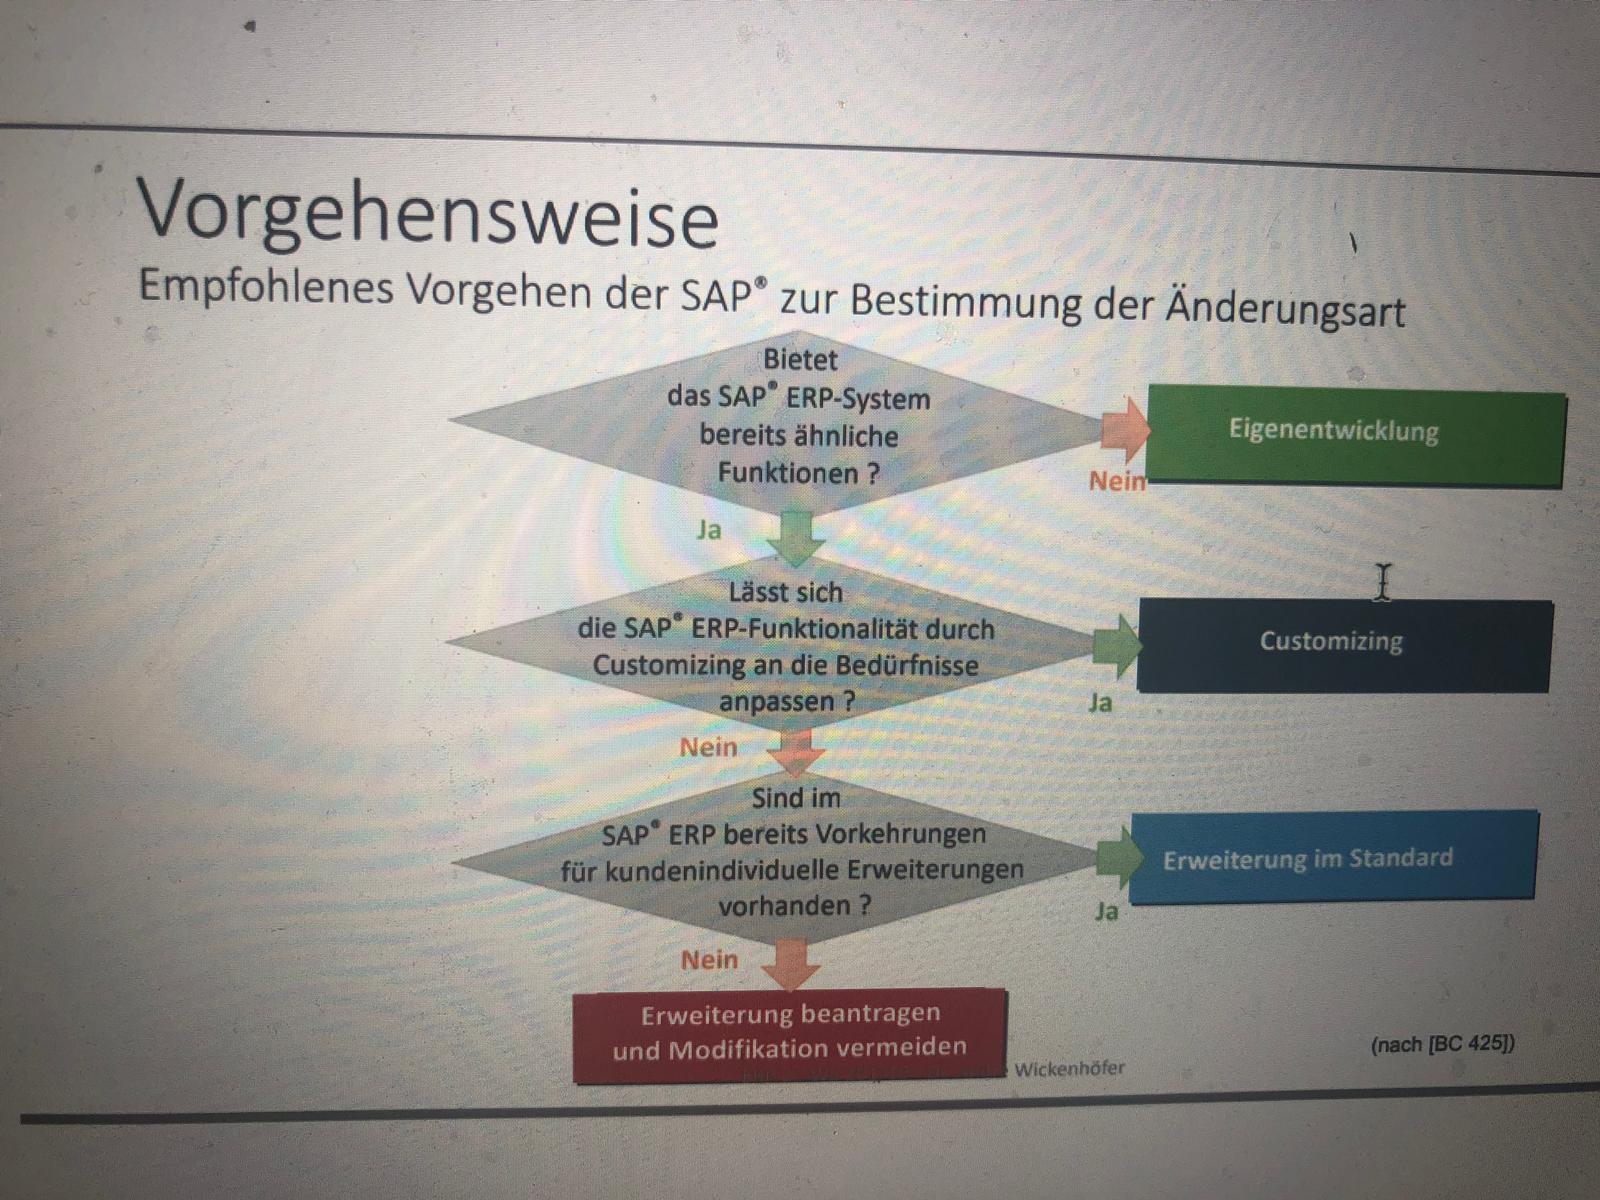 Vorgehensweise
Empfohlenes Vorgehen der SAP® zur Bestimmung der Änderungsart
Bietet
das SAP® ERP-System
bereits ähnliche
Funktionen ?
Nein
Eigenentwicklung
Ja
Lässt sich
die SAP® ERP-Funktionalität durch
Customizing an die Bedürfnisse
anpassen ?
Ja
Customizing
Nein
Sind im
SAP® ERP bereits Vorkehrungen
für kundenindividuelle Erweiterungen
vorhanden ?
Ja
Erweiterung im Standard
Nein
Erweiterung beantragen
und Modifikation vermeiden
Wickenhöfer
(nach [BC 425])